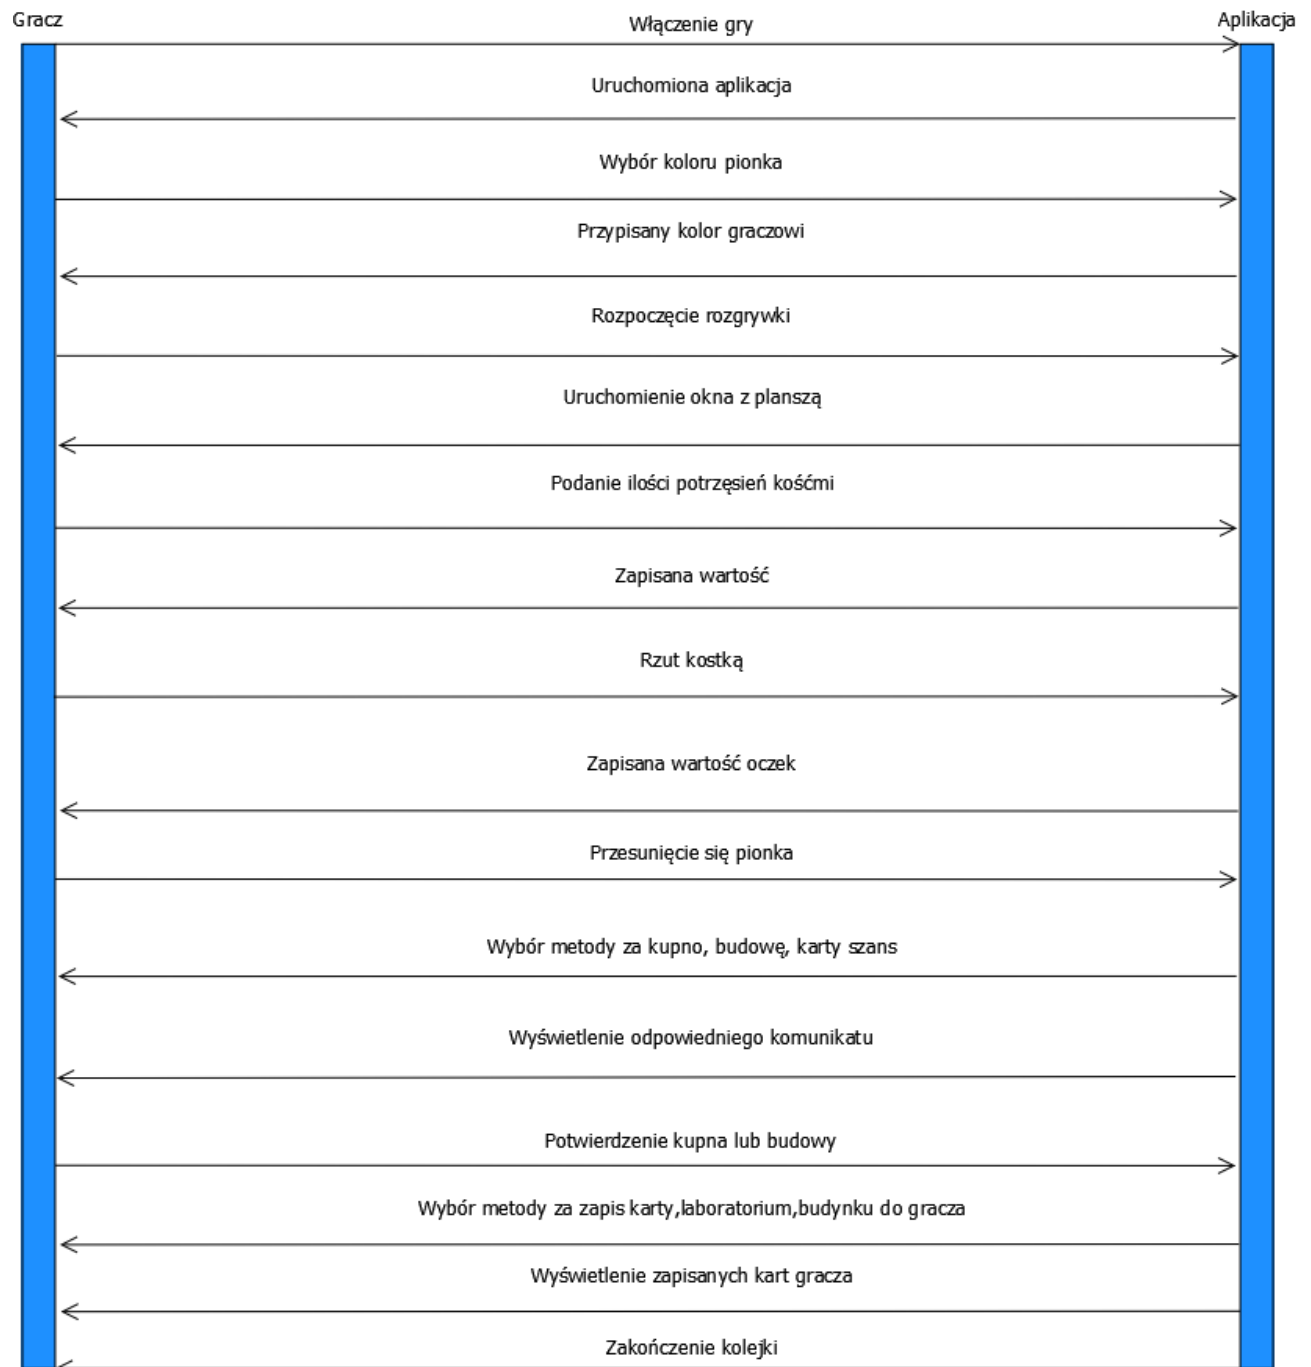 Gracz
Aplikacja
Włączenie gry
Uruchomiona aplikacja
Wybór koloru pionka
Przypisany kolor graczowi
Rozpoczęcie rozgrywki
Uruchomienie okna z planszą
Podanie ilości potrzęsień kośćmi
Zapisana wartość
Rzut kostką
Zapisana wartość oczek
Przesunięcie się pionka
Wybór metody za kupno, budowę, karty szans
Wyświetlenie odpowiedniego komunikatu
Potwierdzenie kupna lub budowy
Wybór metody za zapis karty,laboratorium,budynku do gracza
Wyświetlenie zapisanych kart gracza
Zakończenie kolejki